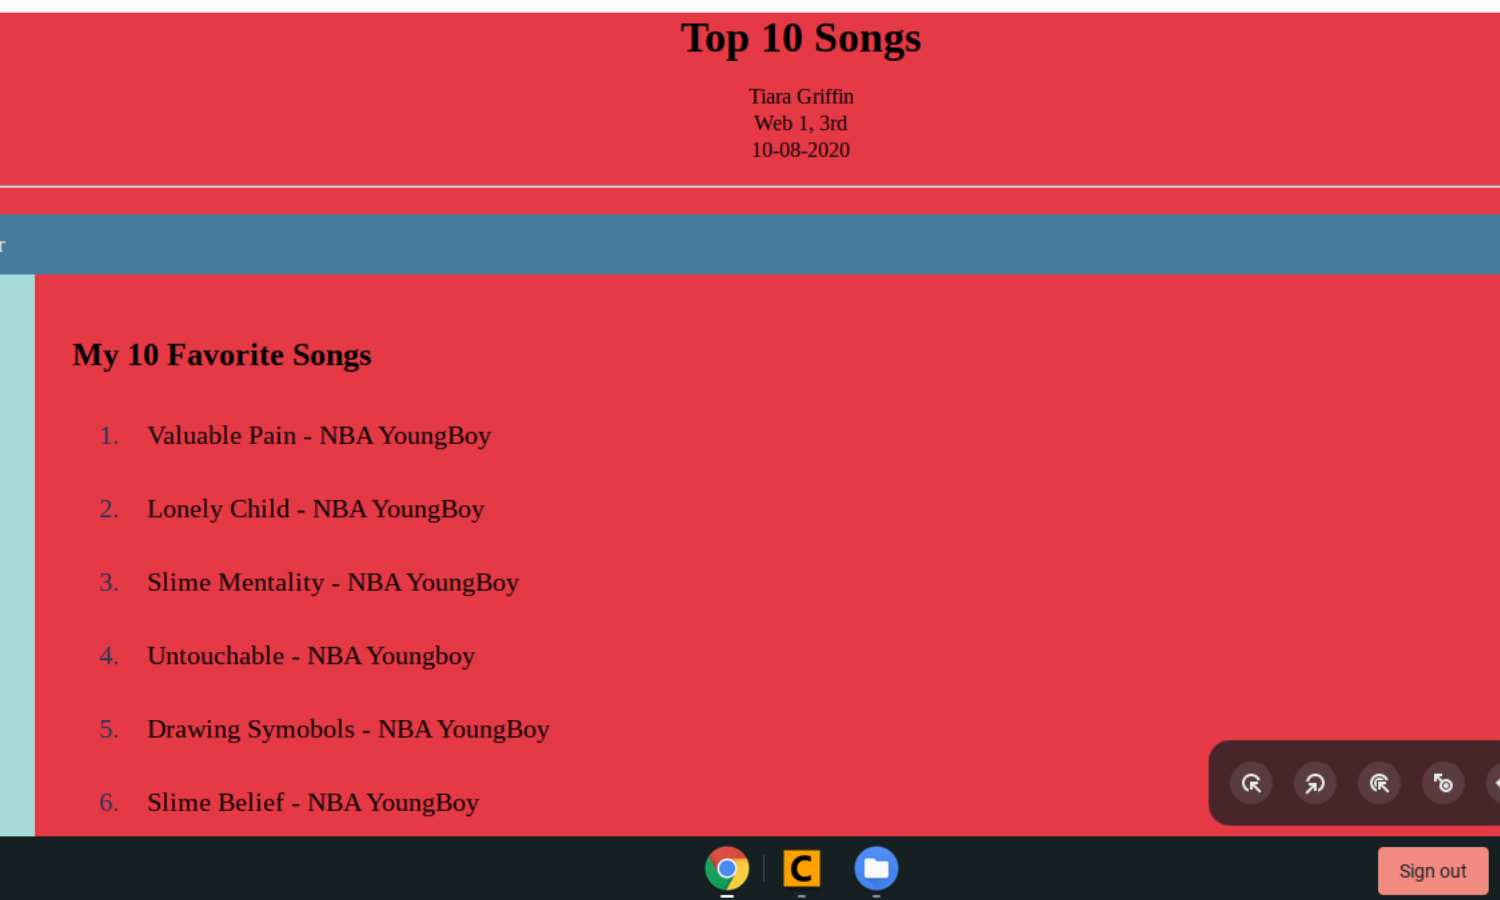 Top 10 Songs
Tiara Griffin
Web 1, 3rd
10-08-2020
r
My 10 Favorite Songs
1. Valuable Pain - NBA YoungBoy
2. Lonely Child - NBA YoungBoy
3. Slime Mentality - NBA YoungBoy
4. Untouchable - NBA Youngboy
5. Drawing Symobols - NBA YoungBoy
6. Slime Belief - NBA YoungBoy
C
Sign out